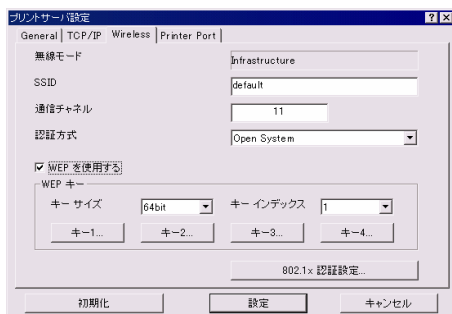 プリントサーバ設定
General TCP/IP Wireless Printer Port
無線モード Infrastructure
SSID default
通信チャネル 11
認証方式 Open System
WEP を使用する
WEP キー
キー サイズ 64bit キー インデックス 1
キー1... キー2... キー3... キー4...
802.1x 認証設定...
初期化 設定 キャンセル